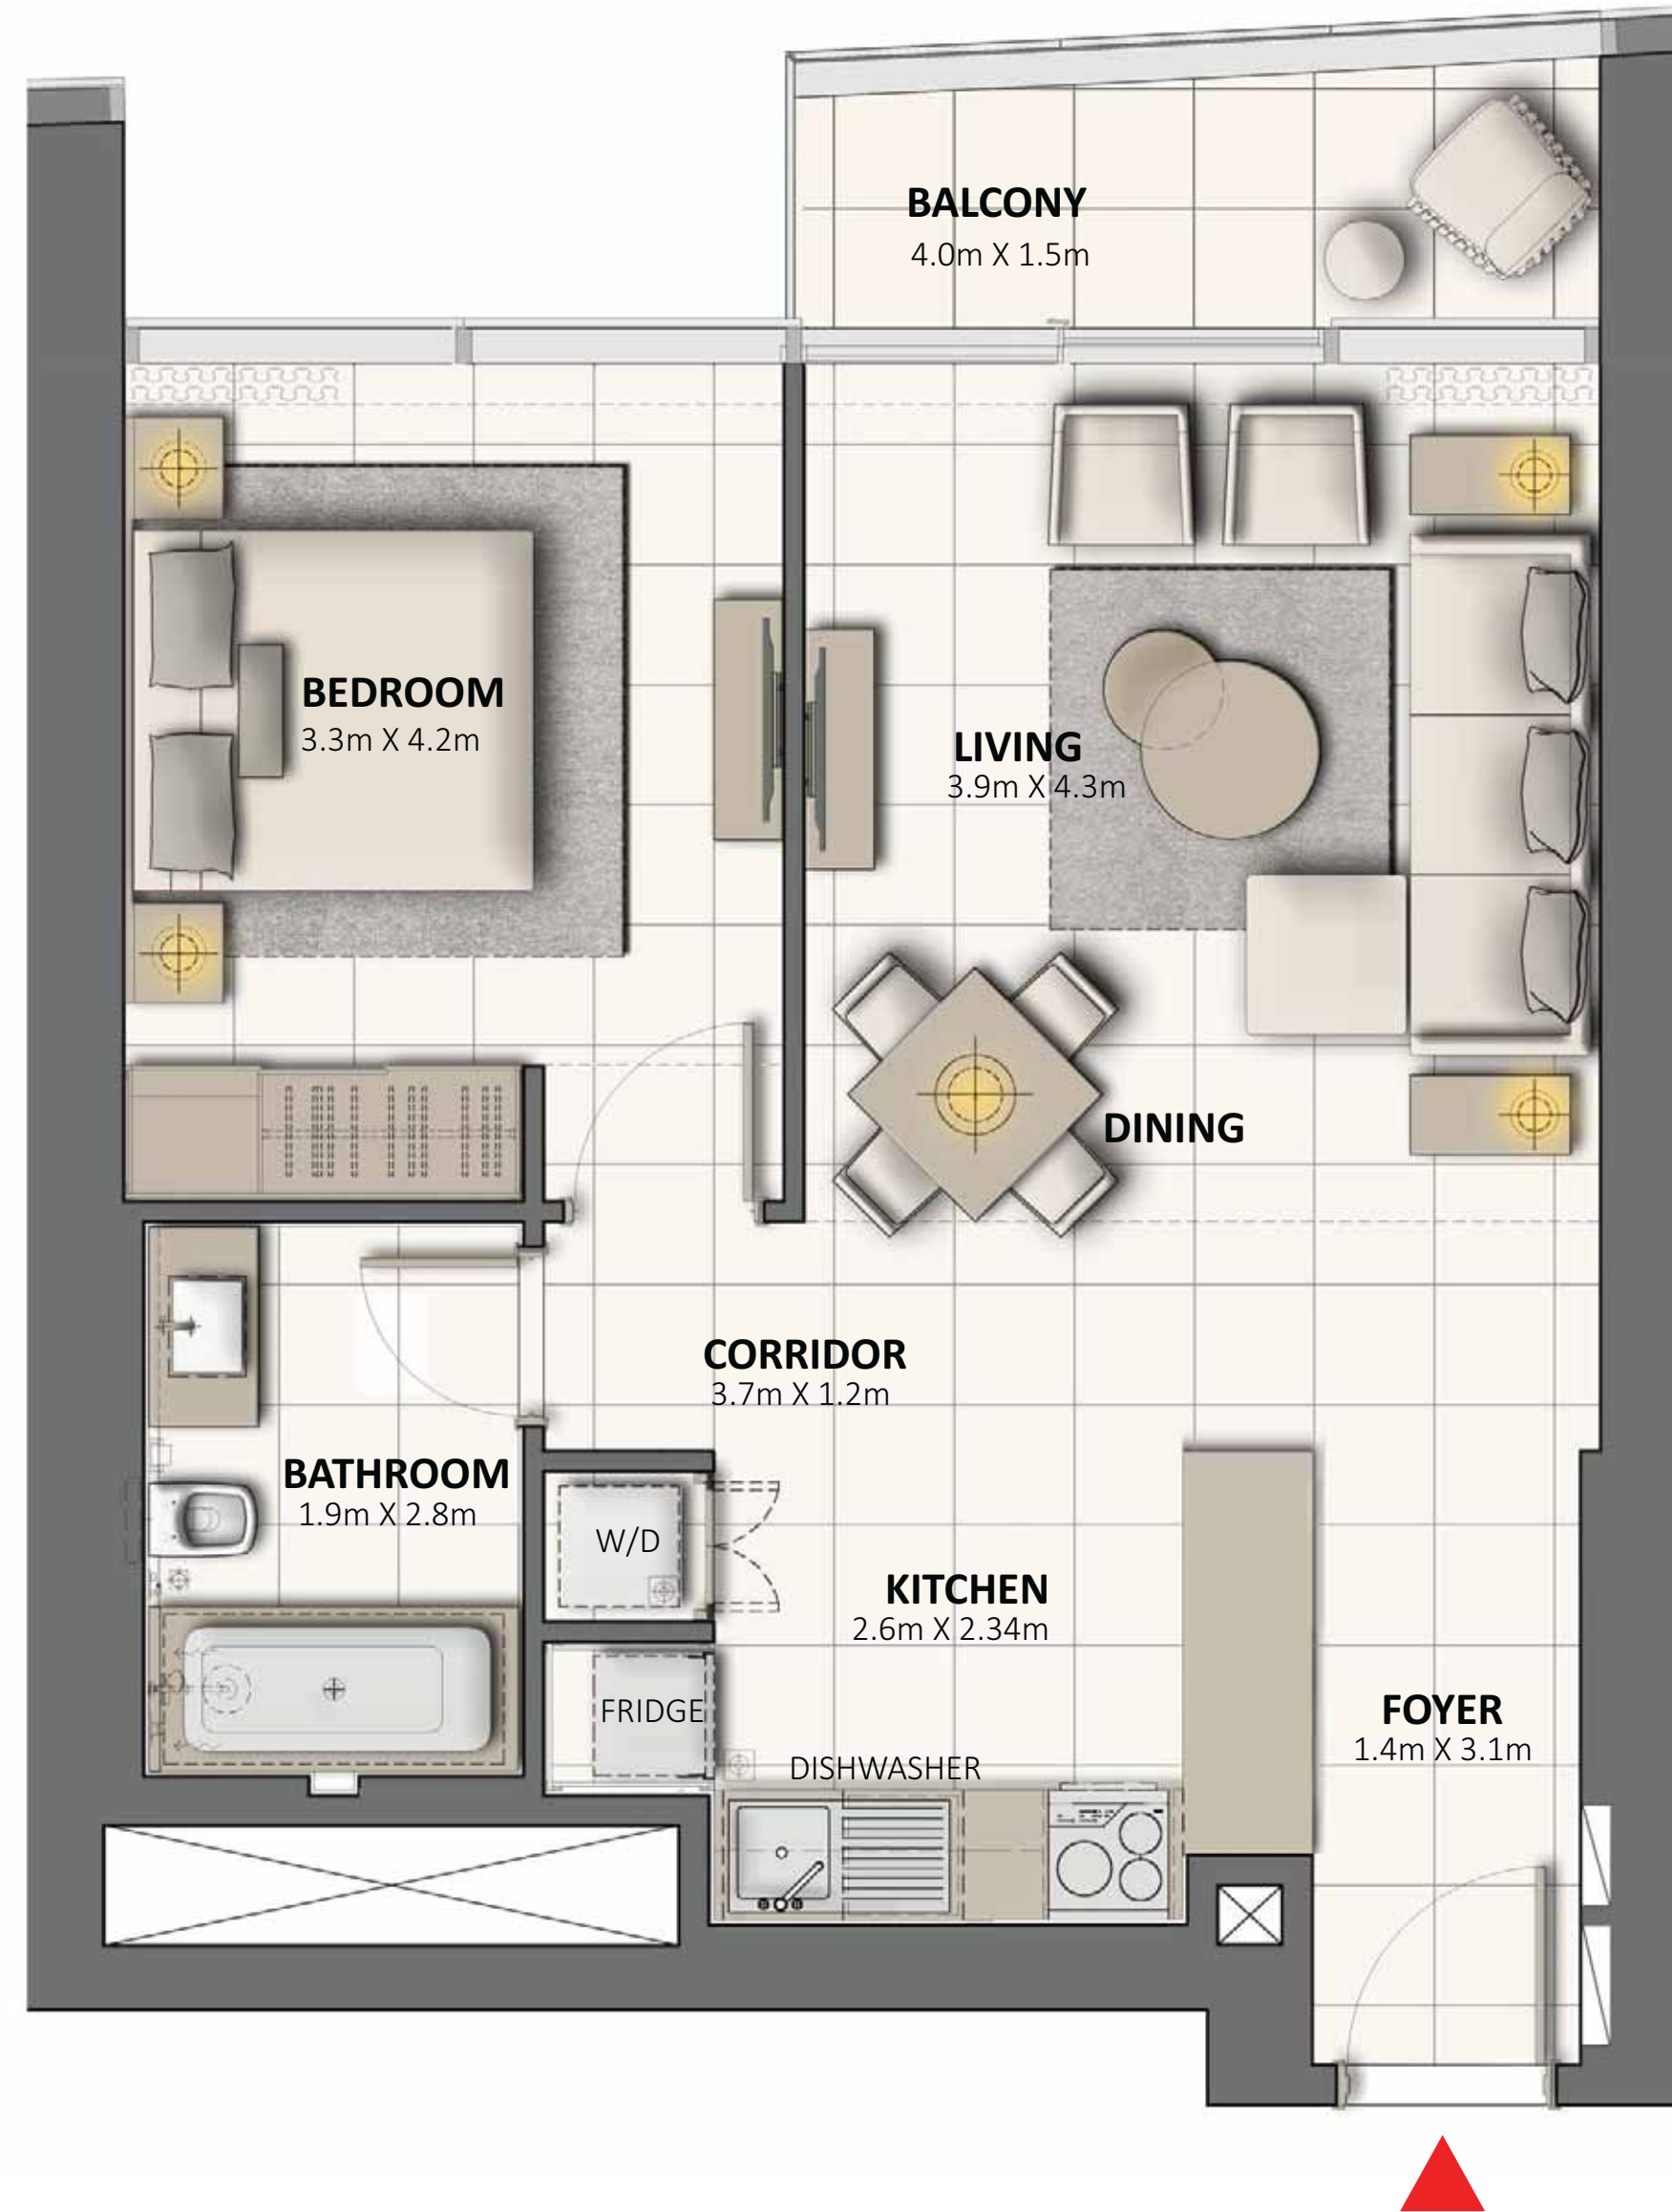 BALCONY
4.0m X 1.5m
BEDROOM
3.3m X 4.2m
LIVING
3.9m X 4.3m
DINING
CORRIDOR
3.7m X 1.2m
BATHROOM
1.9m X 2.8m
W/D
KITCHEN
2.6m X 2.34m
FRIDGE
FOYER
1.4m X 3.1m
DISHWASHER